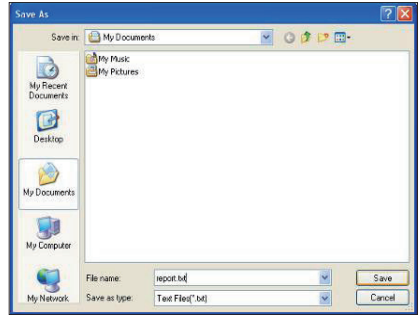 Save As
Save in: My Documents
My Music
My Pictures
My Recent
Documents
Desktop
My Documents
My Computer
My Network
File name: report.txt
Save
Save as type: Text Files(*.txt)
Cancel